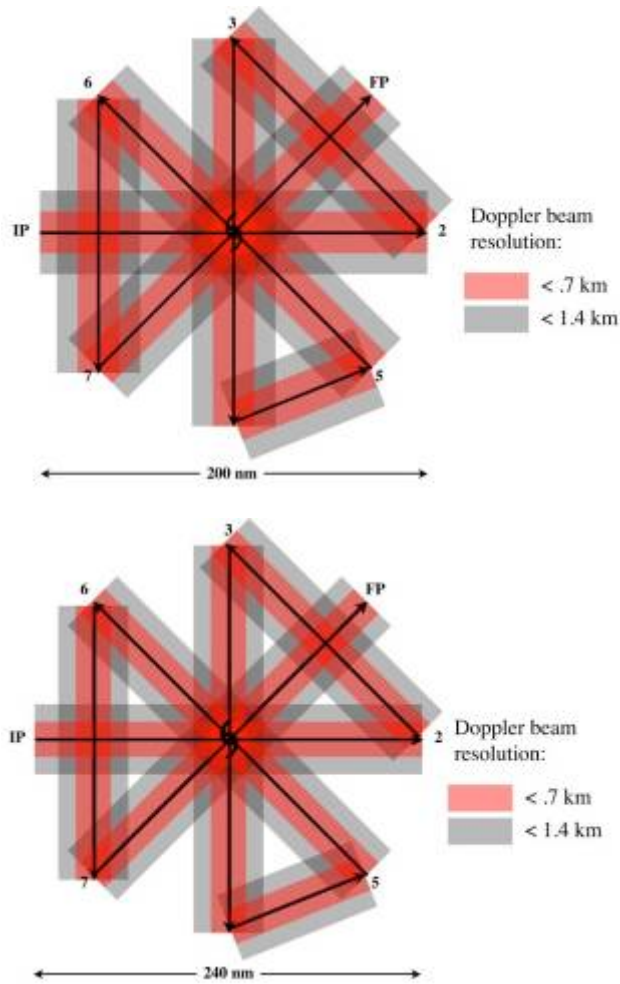 3
6
FP
IP
2
Doppler beam
resolution:
< .7 km
< 1.4 km
7
5
200 nm
3
6
FP
IP
2
Doppler beam
resolution:
< .7 km
< 1.4 km
7
5
240 nm